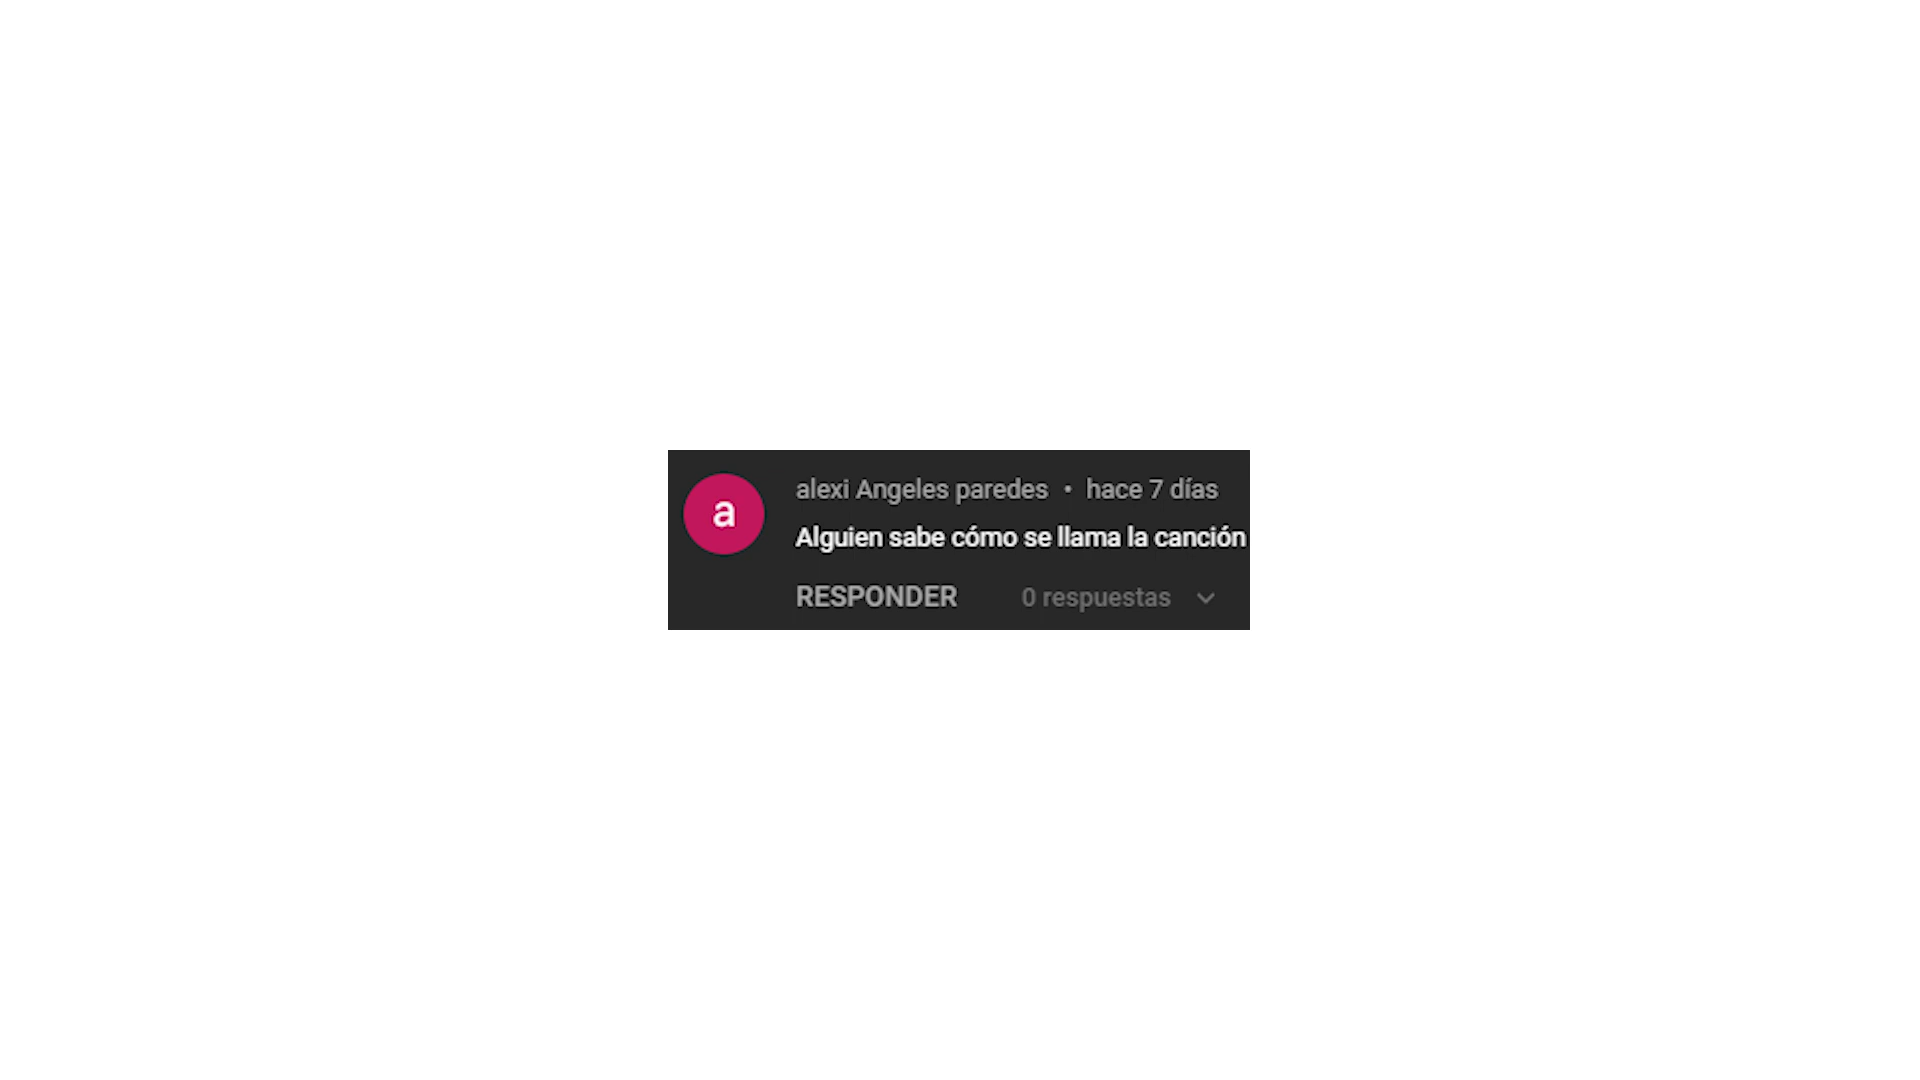 a
alexi Angeles paredes • hace 7 días
Alguien sabe cómo se llama la canción
RESPONDER 0 respuestas